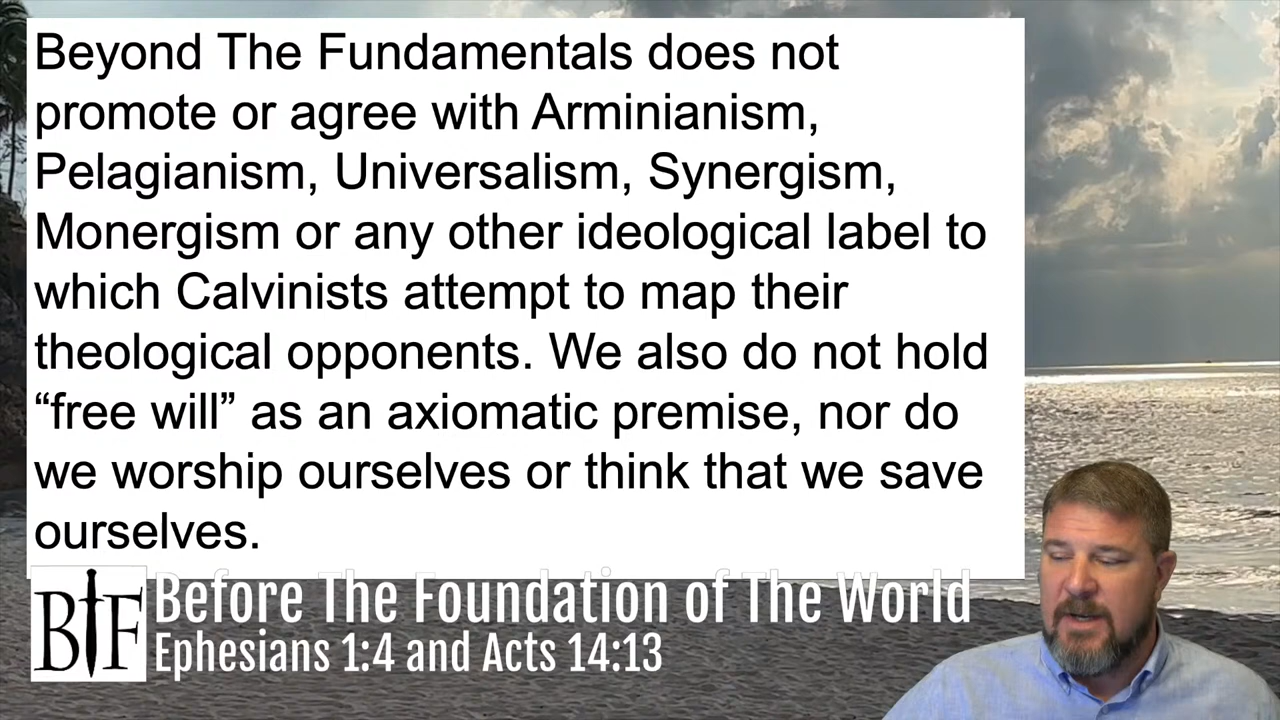 Beyond The Fundamentals does not
promote or agree with Arminianism,
Pelagianism, Universalism, Synergism,
Monergism or any other ideological label to
which Calvinists attempt to map their
theological opponents. We also do not hold
“free will” as an axiomatic premise, nor do
we worship ourselves or think that we save
ourselves.
BTF
Before The Foundation of The World
Ephesians 1:4 and Acts 14:13